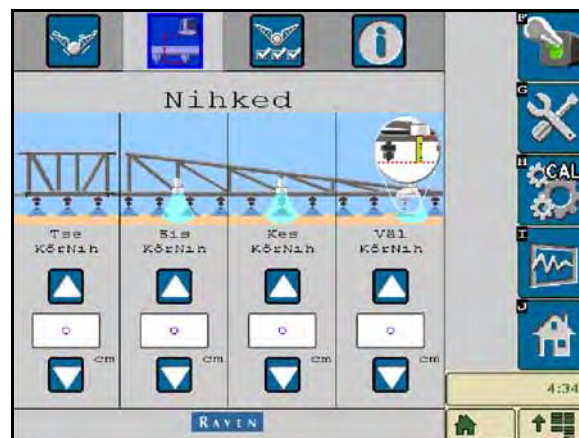 F
Nihked
G
CAL
H
Tse
KõrNih
Sis
KõrNih
Kes
KõrNih
Väl
KõrNih
I
0
0
0
0
J
cm
cm
cm
cm
4:34
RAVEN